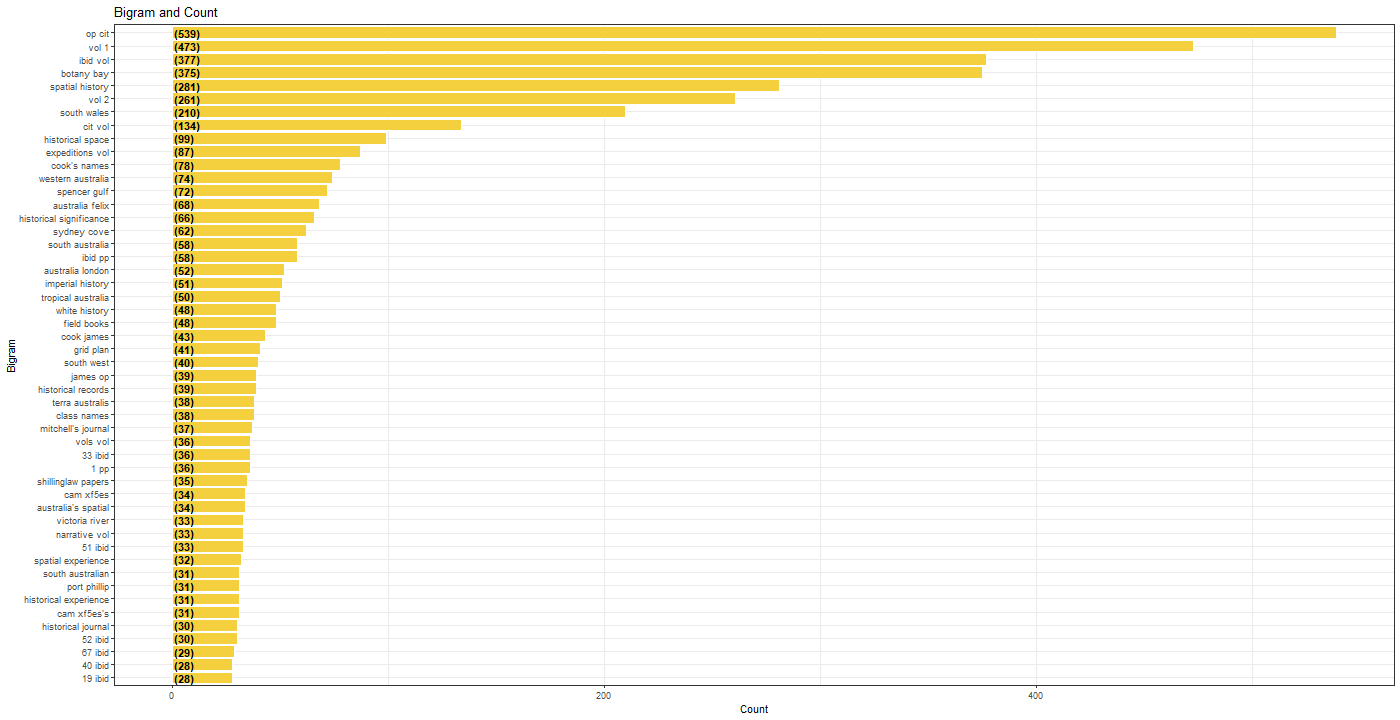 Bigram and Count
op cit (539)
vol 1 (473)
ibid vol (377)
botany bay (375)
spatial history (281)
vol 2 (261)
south wales (210)
cit vol (134)
historical space (99)
expeditions vol (87)
cook's names (78)
western australia (74)
spencer gulf (72)
australia felix (68)
historical significance (66)
sydney cove (62)
south australia (58)
ibid pp (58)
australia london (52)
imperial history (51)
tropical australia (50)
white history (48)
field books (48)
cook james (43)
grid plan (41)
south west (40)
james op (39)
historical records (39)
terra australis (38)
class names (38)
mitchell's journal (37)
vols vol (36)
33 ibid (36)
1 pp (36)
shillinglaw papers (35)
cam xf5es (34)
australia's spatial (34)
victoria river (33)
narrative vol (33)
51 ibid (33)
spatial experience (32)
south australian (31)
port phillip (31)
historical experience (31)
cam xf5es's (31)
historical journal (30)
52 ibid (30)
67 ibid (29)
40 ibid (28)
19 ibid (28)
0 200 400
Count
Bigram